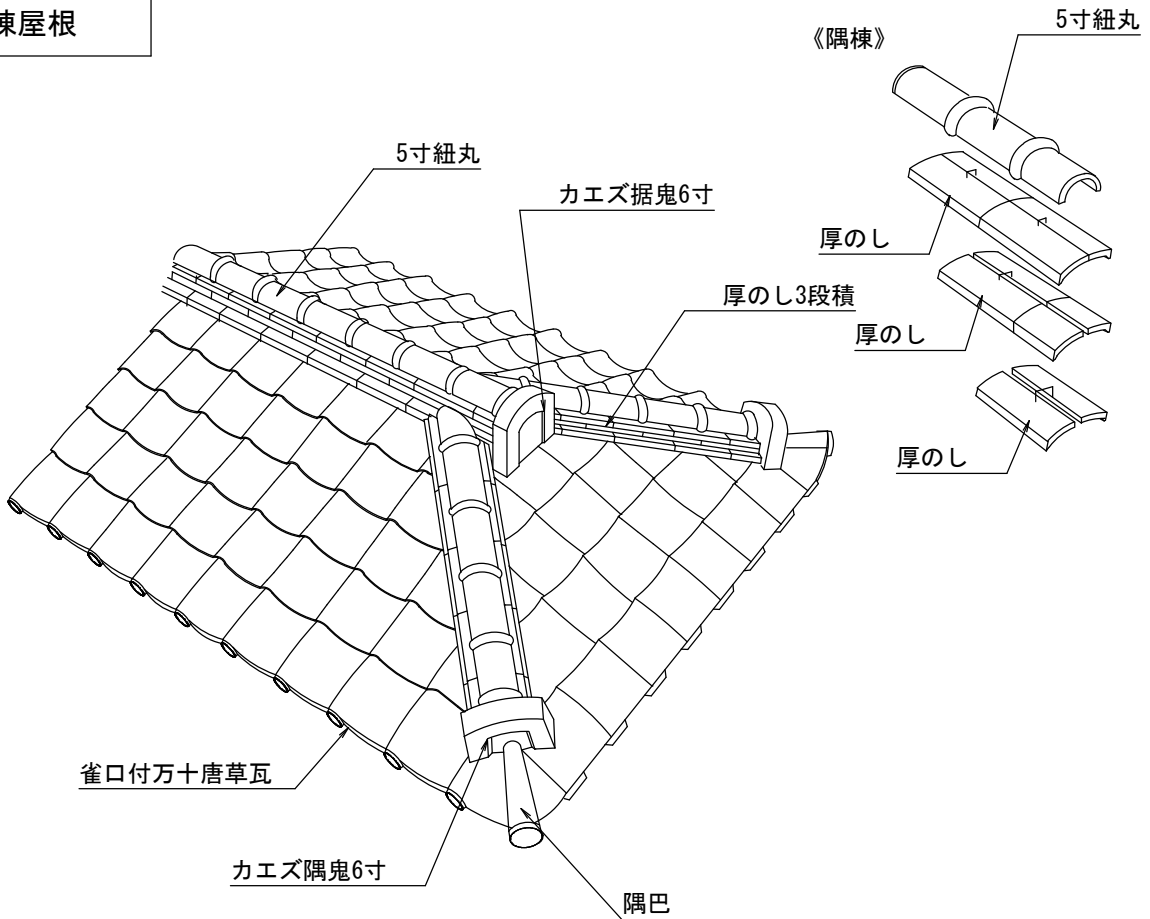 棟屋根
《隅棟》
5寸紐丸
5寸紐丸
カエズ据鬼6寸
厚のし
厚のし3段積
厚のし
厚のし
雀口付万十唐草瓦
カエズ隅鬼6寸
隅巴